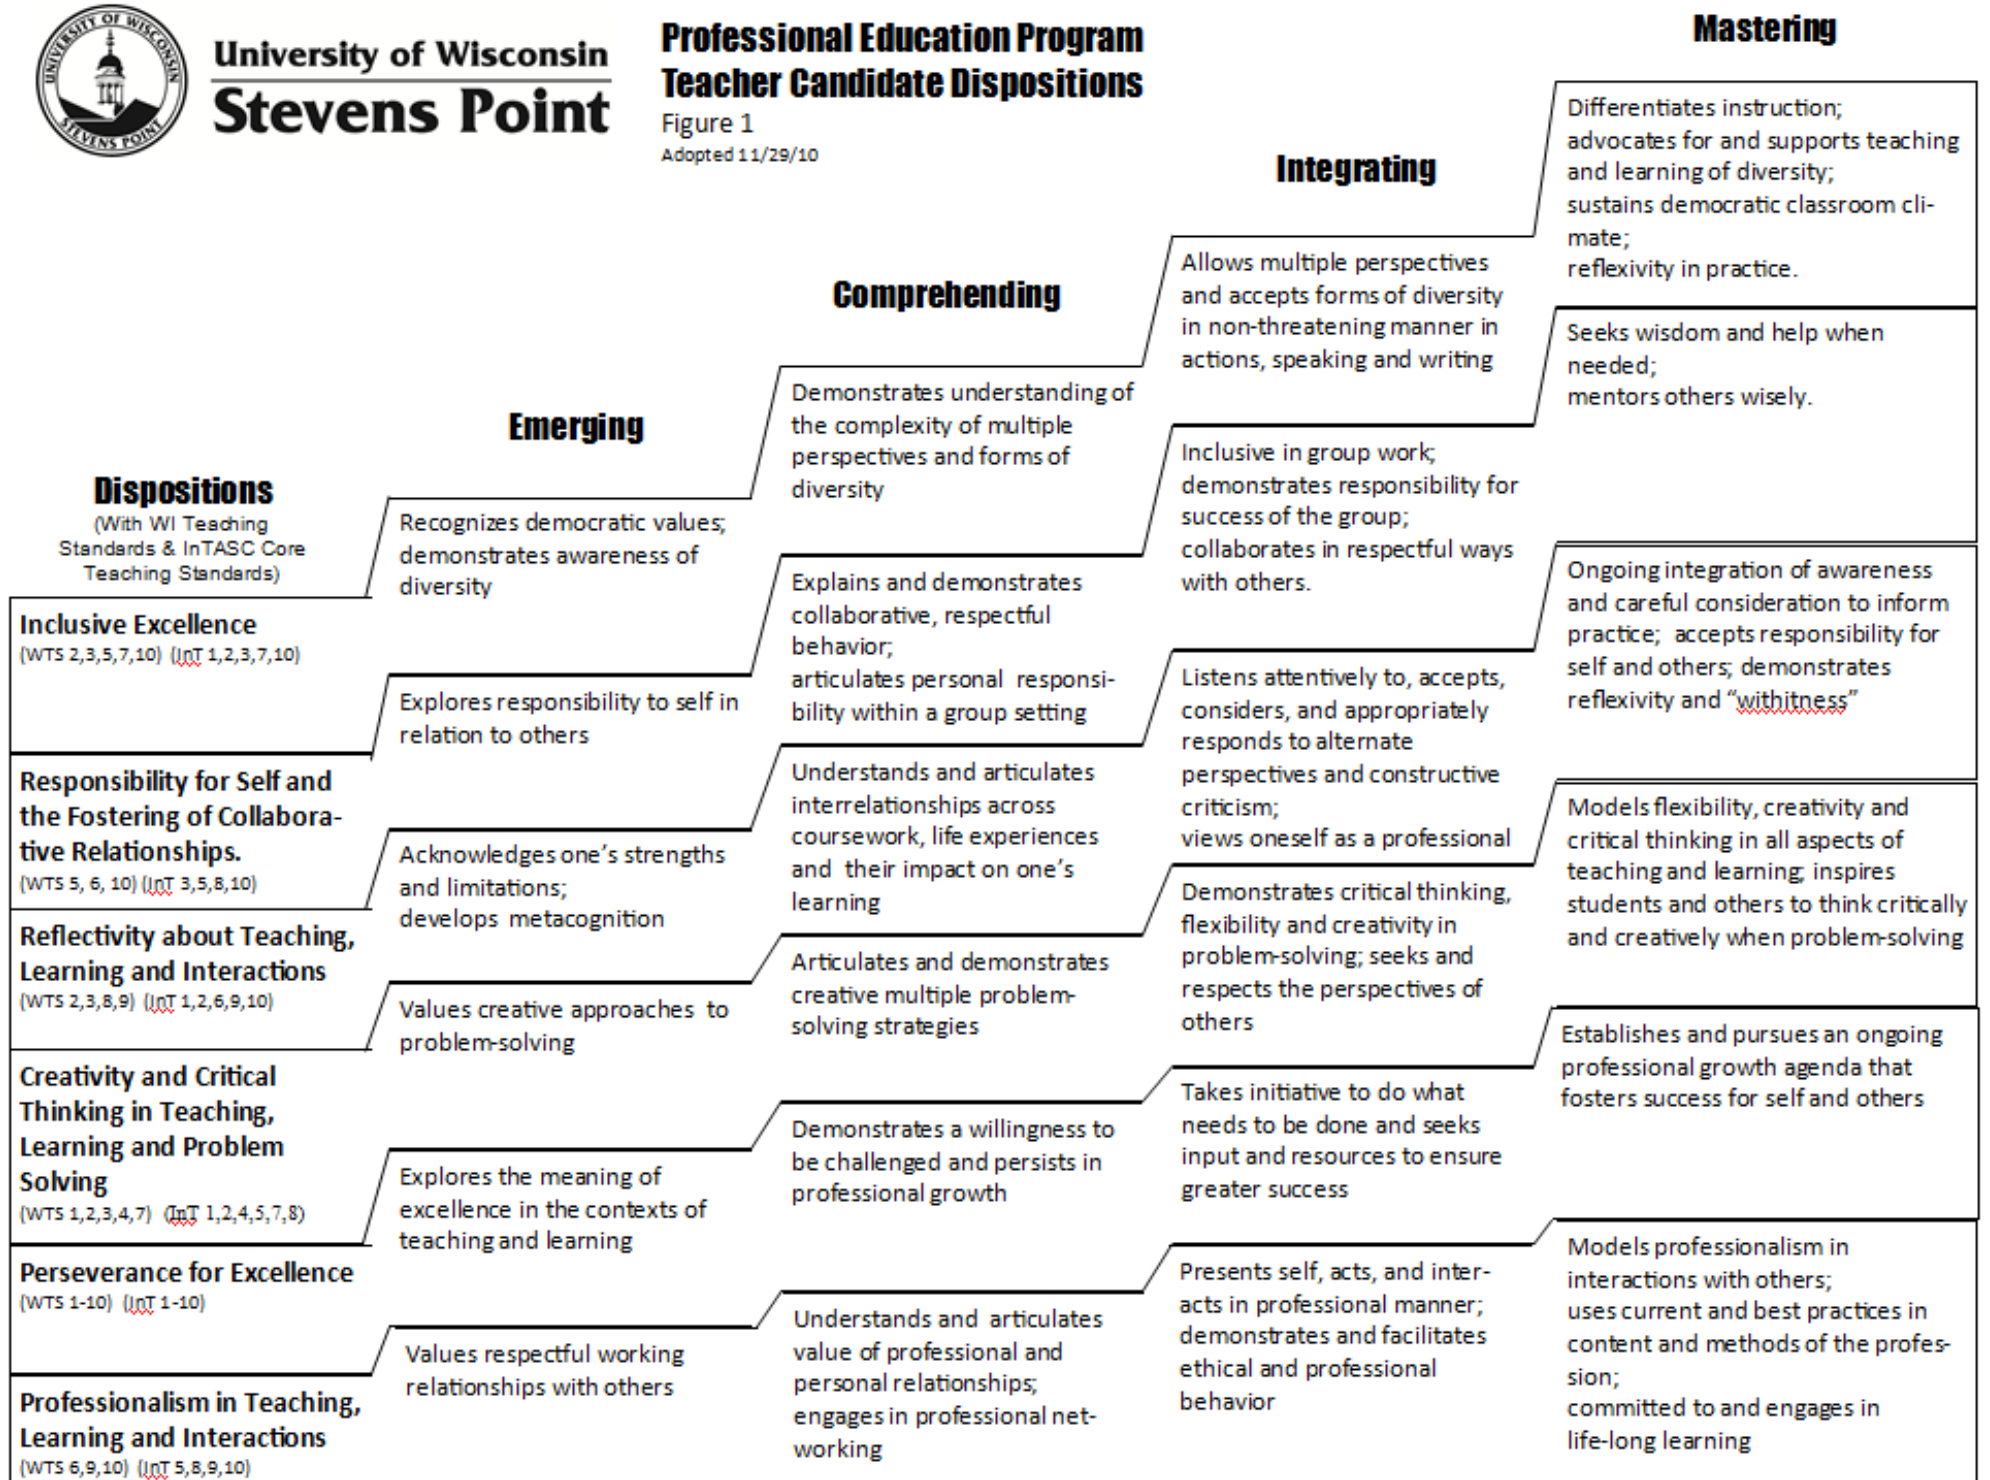 UNIVERSITY OF WISCONSIN
STEVENS POINT
University of Wisconsin
Stevens Point
Professional Education Program
Teacher Candidate Dispositions
Figure 1
Adopted 11/29/10
Dispositions
(With WI Teaching
Standards & InTASC Core
Teaching Standards)
Emerging
Comprehending
Integrating
Mastering
Inclusive Excellence
(WTS 2,3,5,7,10) (InT 1,2,3,7,10)
Recognizes democratic values;
demonstrates awareness of
diversity
Demonstrates understanding of
the complexity of multiple
perspectives and forms of
diversity
Allows multiple perspectives
and accepts forms of diversity
in non-threatening manner in
actions, speaking and writing
Differentiates instruction;
advocates for and supports teaching
and learning of diversity;
sustains democratic classroom cli-
mate;
reflexivity in practice.
Responsibility for Self and
the Fostering of Collabora-
tive Relationships.
(WTS 5, 6, 10) (InT 3,5,8,10)
Explores responsibility to self in
relation to others
Explains and demonstrates
collaborative, respectful
behavior;
articulates personal responsi-
bility within a group setting
Inclusive in group work;
demonstrates responsibility for
success of the group;
collaborates in respectful ways
with others.
Seeks wisdom and help when
needed;
mentors others wisely.
Reflectivity about Teaching,
Learning and Interactions
(WTS 2,3,8,9) (InT 1,2,6,9,10)
Acknowledges one's strengths
and limitations;
develops metacognition
Understands and articulates
interrelationships across
coursework, life experiences
and their impact on one's
learning
Listens attentively to, accepts,
considers, and appropriately
responds to alternate
perspectives and constructive
criticism;
views oneself as a professional
Ongoing integration of awareness
and careful consideration to inform
practice; accepts responsibility for
self and others; demonstrates
reflexivity and “withitness”
Creativity and Critical
Thinking in Teaching,
Learning and Problem
Solving
(WTS 1,2,3,4,7) (InT 1,2,4,5,7,8)
Values creative approaches to
problem-solving
Articulates and demonstrates
creative multiple problem-
solving strategies
Demonstrates critical thinking,
flexibility and creativity in
problem-solving; seeks and
respects the perspectives of
others
Models flexibility, creativity and
critical thinking in all aspects of
teaching and learning; inspires
students and others to think critically
and creatively when problem-solving
Perseverance for Excellence
(WTS 1-10) (InT 1-10)
Explores the meaning of
excellence in the contexts of
teaching and learning
Demonstrates a willingness to
be challenged and persists in
professional growth
Takes initiative to do what
needs to be done and seeks
input and resources to ensure
greater success
Establishes and pursues an ongoing
professional growth agenda that
fosters success for self and others
Professionalism in Teaching,
Learning and Interactions
(WTS 6,9,10) (InT 5,8,9,10)
Values respectful working
relationships with others
Understands and articulates
value of professional and
personal relationships;
engages in professional net-
working
Presents self, acts, and inter-
acts in professional manner;
demonstrates and facilitates
ethical and professional
behavior
Models professionalism in
interactions with others;
uses current and best practices in
content and methods of the profes-
sion;
committed to and engages in
life-long learning